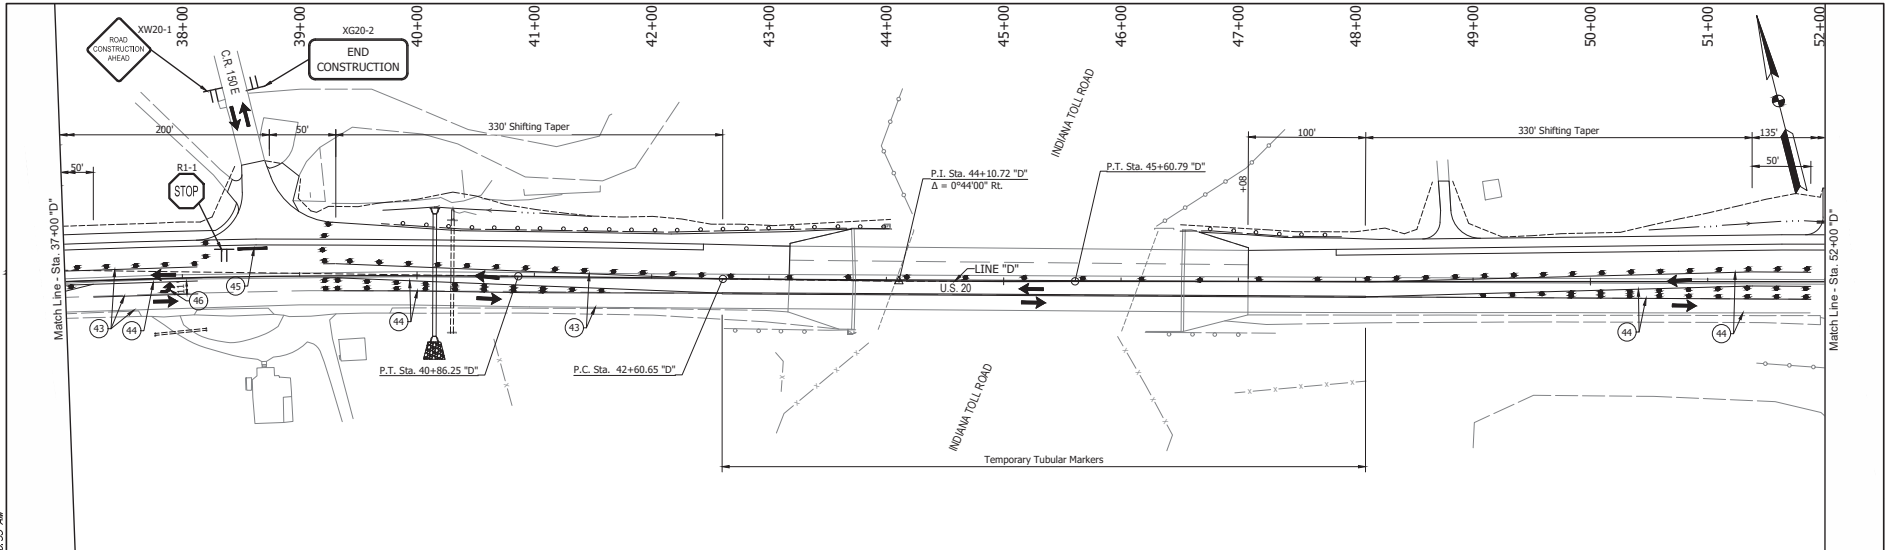 XW20-1
ROAD
CONSTRUCTION
AHEAD
38+00
C.R. 150 E
39+00
XG20-2
END
CONSTRUCTION
40+00
41+00
42+00
43+00
44+00
45+00
46+00
47+00
48+00
49+00
50+00
51+00
52+00
INDIANA TOLL ROAD
200'
50'
330' Shifting Taper
100'
330' Shifting Taper
135'
50'
50'
R1-1
STOP
P.I. Sta. 44+10.72 "D"
Δ = 0°44'00" Rt.
P.T. Sta. 45+60.79 "D"
+08
Match Line - Sta. 37+00 "D"
Match Line - Sta. 52+00 "D"
LINE "D"
U.S. 20
43
44
46
45
44
43
44
44
P.T. Sta. 40+86.25 "D"
P.C. Sta. 42+60.65 "D"
INDIANA TOLL ROAD
Temporary Tubular Markers